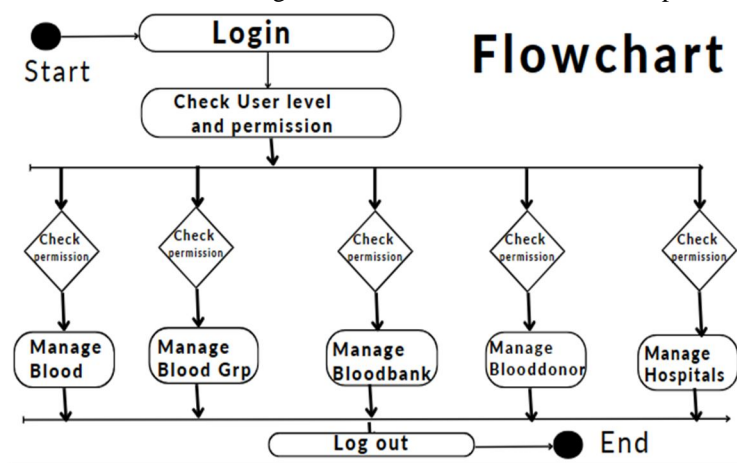 Login
Flowchart
Start
Check User level
and permission
Check
permission
Check
permission
Check
permission
Check
permission
Check
permission
Manage
Blood
Manage
Blood Grp
Manage
Bloodbank
Manage
Blooddonor
Manage
Hospitals
Log out
End